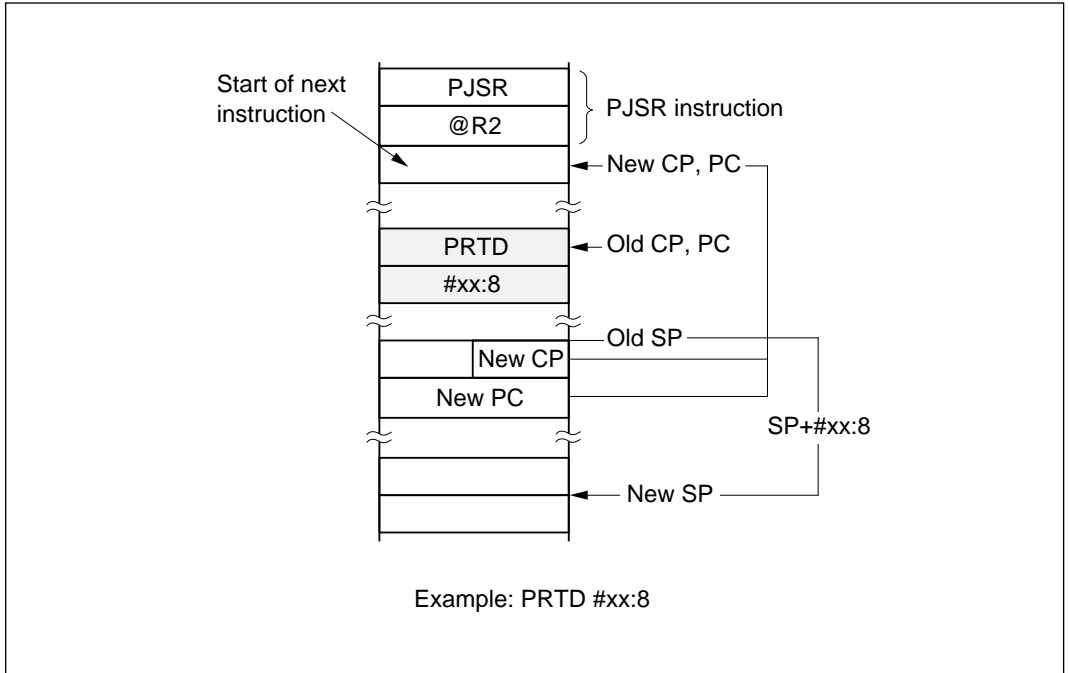 Start of next
instruction
PJSR
@R2
PJSR instruction
New CP, PC
PRTD
Old CP, PC
#xx:8
Old SP
New CP
New PC
SP+#xx:8
New SP
Example: PRTD #xx:8